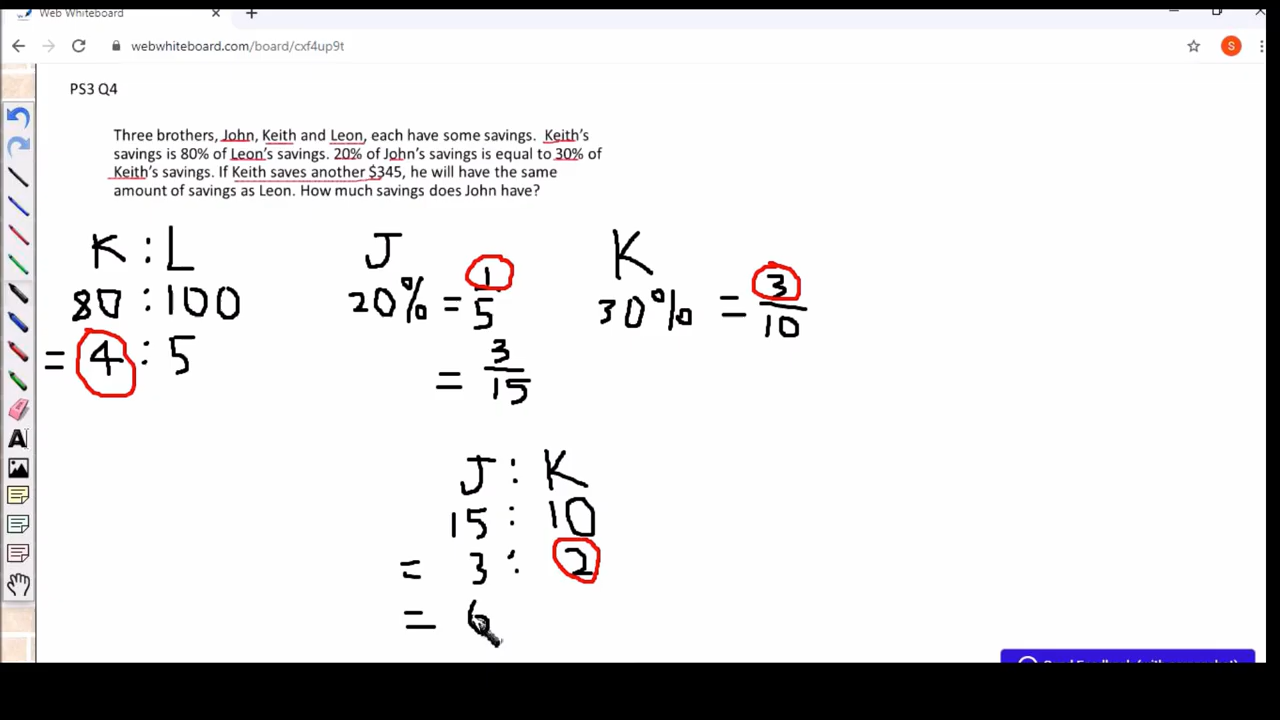 Web Whiteboard
webwhiteboard.com/board/cxf4up9t
S
PS3 Q4
Three brothers, John, Keith and Leon, each have some savings. Keith's
savings is 80% of Leon's savings. 20% of John's savings is equal to 30% of
Keith's savings. If Keith saves another $345, he will have the same
amount of savings as Leon. How much savings does John have?
K : L
80 : 100
= 4 : 5
J
20% = 1/5
= 3/15
K
30% = 3/10
J : K
15 : 10
= 3 : 2
= 6
A